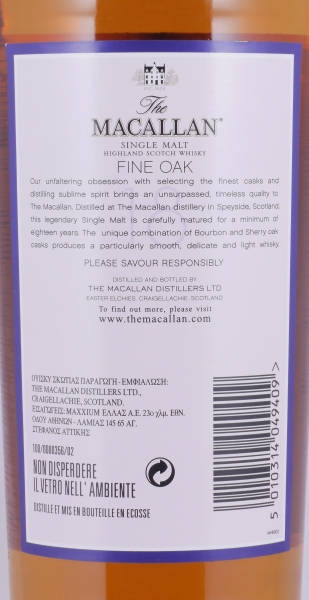 The
MACALLAN
SINGLE MALT
HIGHLAND SCOTCH WHISKY
FINE OAK
Our unfaltering obsession with selecting the finest casks and
distilling sublime spirit brings an unsurpassed, timeless quality to
The Macallan. Distilled at The Macallan distillery in Speyside, Scotland,
this legendary Single Malt is carefully matured for a minimum of
eighteen years. The unique combination of Bourbon and Sherry oak
casks produces a particularly smooth, delicate and light whisky.
PLEASE SAVOUR RESPONSIBLY
DISTILLED AND BOTTLED BY
THE MACALLAN DISTILLERS LTD
EASTER ELCHIES, CRAIGELLACHIE, SCOTLAND
To find out more, please visit
www.themacallan.com
ΟΥΙΣΚΥ ΣΚΩΤΙΑΣ ΠΑΡΑΓΩΓΗ - ΕΜΦΙΑΛΩΣΗ:
THE MACALLAN DISTILLERS LTD.,
CRAIGELLACHIE, SCOTLAND.
ΕΙΣΑΓΩΓΕΙΣ: MAXXIUM ΕΛΛΑΣ Α.Ε. 23ο χλμ. ΕΘΝ.
ΟΔΟΥ ΑΘΗΝΩΝ - ΛΑΜΙΑΣ 145 65 ΑΓ.
ΣΤΕΦΑΝΟΣ ΑΤΤΙΚΗΣ
100/0000356/02
NON DISPERDERE
IL VETRO NELL' AMBIENTE
DISTILLE ET MIS EN BOUTEILLE EN ECOSSE
5 010314 049409 >